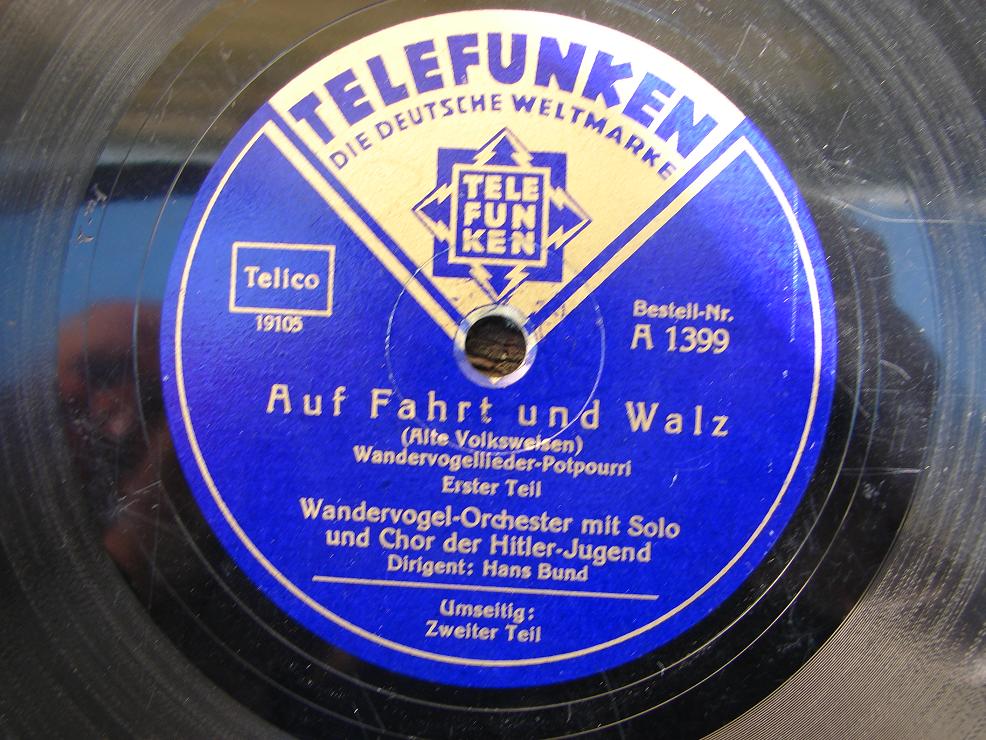 TELEFUNKEN
DIE DEUTSCHE WELTMARKE
TELE
FUN
KEN
Telico
19105
Bestell-Nr.
A 1399
Auf Fahrt und Walz
(Alte Volksweisen)
Wandervogellieder-Potpourri
Erster Teil
Wandervogel-Orchester mit Solo
und Chor der Hitler-Jugend
Dirigent: Hans Bund
Umseitig:
Zweiter Teil